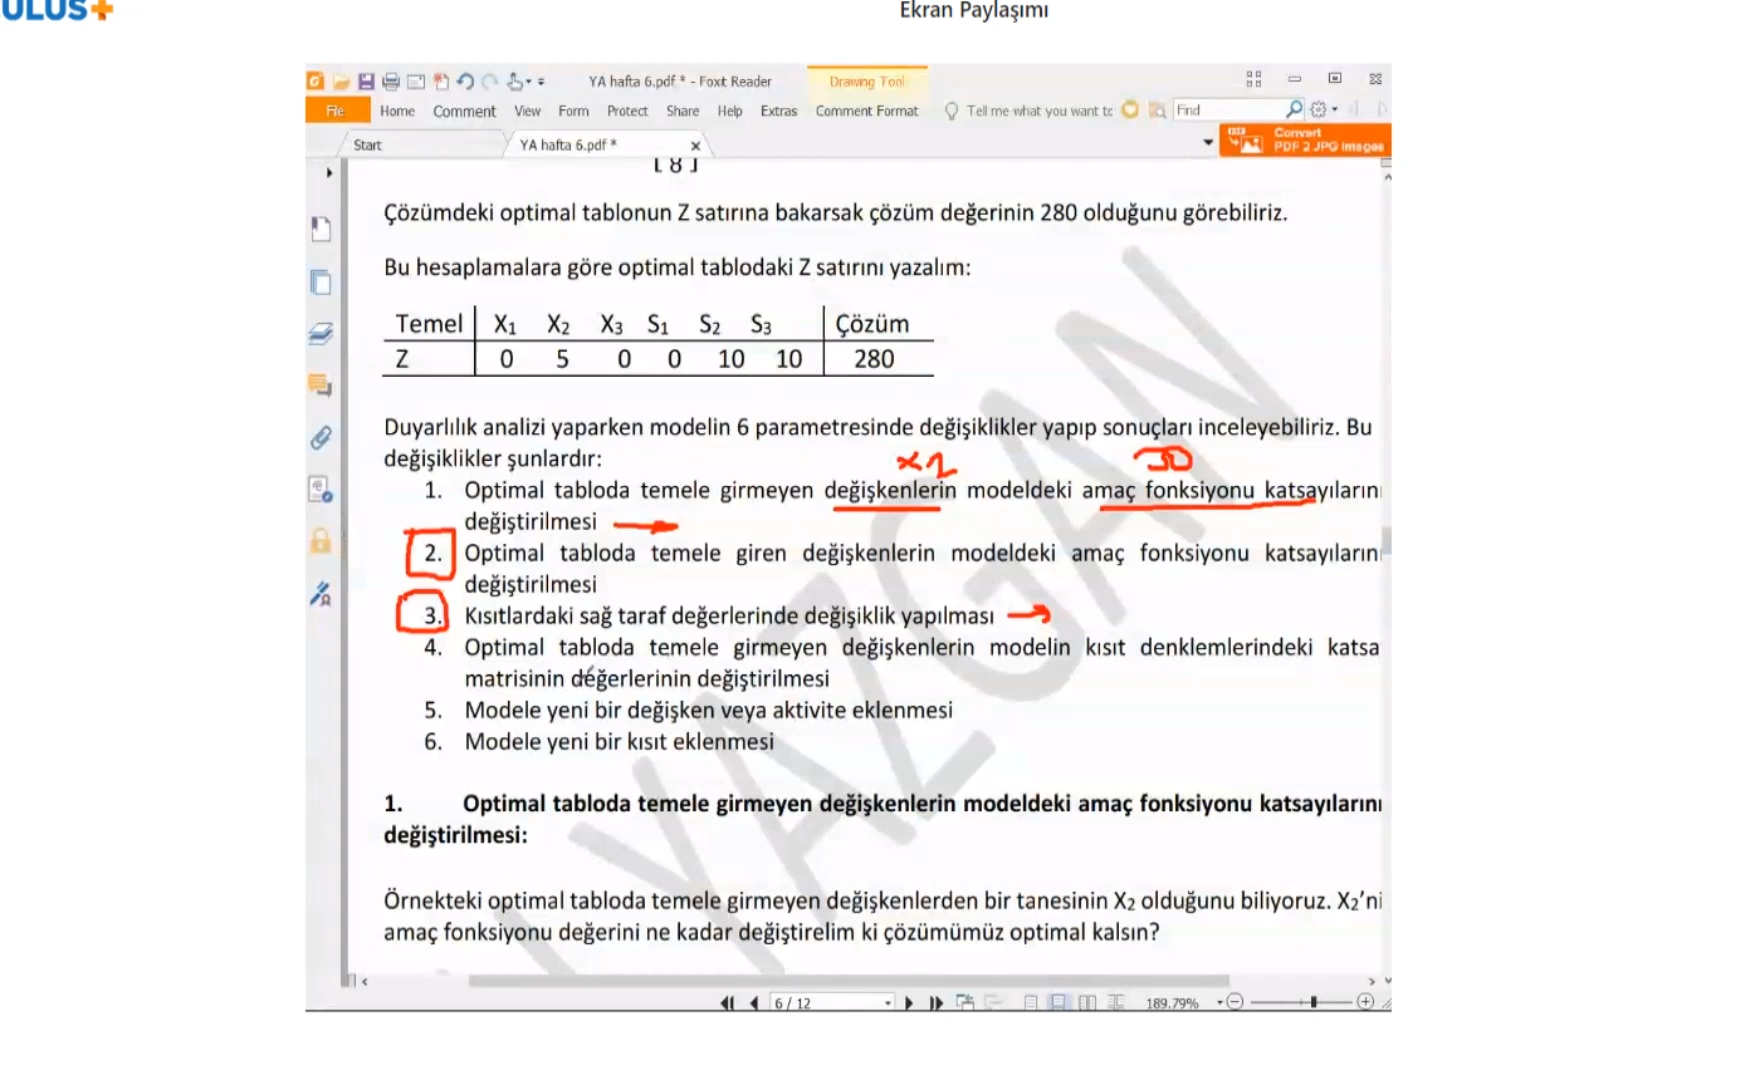 ULUS+
Ekran Paylaşımı
YA hafta 6.pdf * - Foxit Reader
Drawing Tool
File Home Comment View Form Protect Share Help Extras Comment Format Tell me what you want to Find
Start YA hafta 6.pdf *
Convert
PDF 2 JPG Images
[ 8 ]
Çözümdeki optimal tablonun Z satırına bakarsak çözüm değerinin 280 olduğunu görebiliriz.
Bu hesaplamalara göre optimal tablodaki Z satırını yazalım:
Temel X₁ X₂ X₃ S₁ S₂ S₃ Çözüm
Z 0 5 0 0 10 10 280
Duyarlılık analizi yaparken modelin 6 parametresinde değişiklikler yapıp sonuçları inceleyebiliriz. Bu
değişiklikler şunlardır:
x2 30
1. Optimal tabloda temele girmeyen değişkenlerin modeldeki amaç fonksiyonu katsayılarını
değiştirilmesi
2. Optimal tabloda temele giren değişkenlerin modeldeki amaç fonksiyonu katsayıların
değiştirilmesi
3. Kısıtlardaki sağ taraf değerlerinde değişiklik yapılması
4. Optimal tabloda temele girmeyen değişkenlerin modelin kısıt denklemlerindeki katsa
matrisinin değerlerinin değiştirilmesi
5. Modele yeni bir değişken veya aktivite eklenmesi
6. Modele yeni bir kısıt eklenmesi
1. Optimal tabloda temele girmeyen değişkenlerin modeldeki amaç fonksiyonu katsayılarını
değiştirilmesi:
Örnekteki optimal tabloda temele girmeyen değişkenlerden bir tanesinin X₂ olduğunu biliyoruz. X₂'ni
amaç fonksiyonu değerini ne kadar değiştirelim ki çözümümüz optimal kalsın?
YAZGAN
6 / 12
189.79%